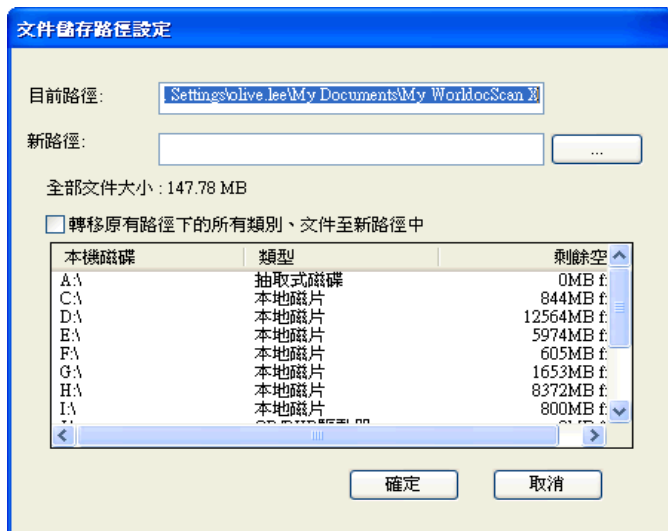 文件儲存路徑設定
目前路徑: Settings\olive.lee\My Documents\My WorldocScan X
新路徑: ...
全部文件大小 : 147.78 MB
轉移原有路徑下的所有類別、文件至新路徑中
本機磁碟 類型 剩餘空
A:\ 抽取式磁碟 0MB f
C:\ 本地磁片 844MB f
D:\ 本地磁片 12564MB f
E:\ 本地磁片 5974MB f
F:\ 本地磁片 605MB f
G:\ 本地磁片 1653MB f
H:\ 本地磁片 8372MB f
I:\ 本地磁片 800MB f
確定 取消